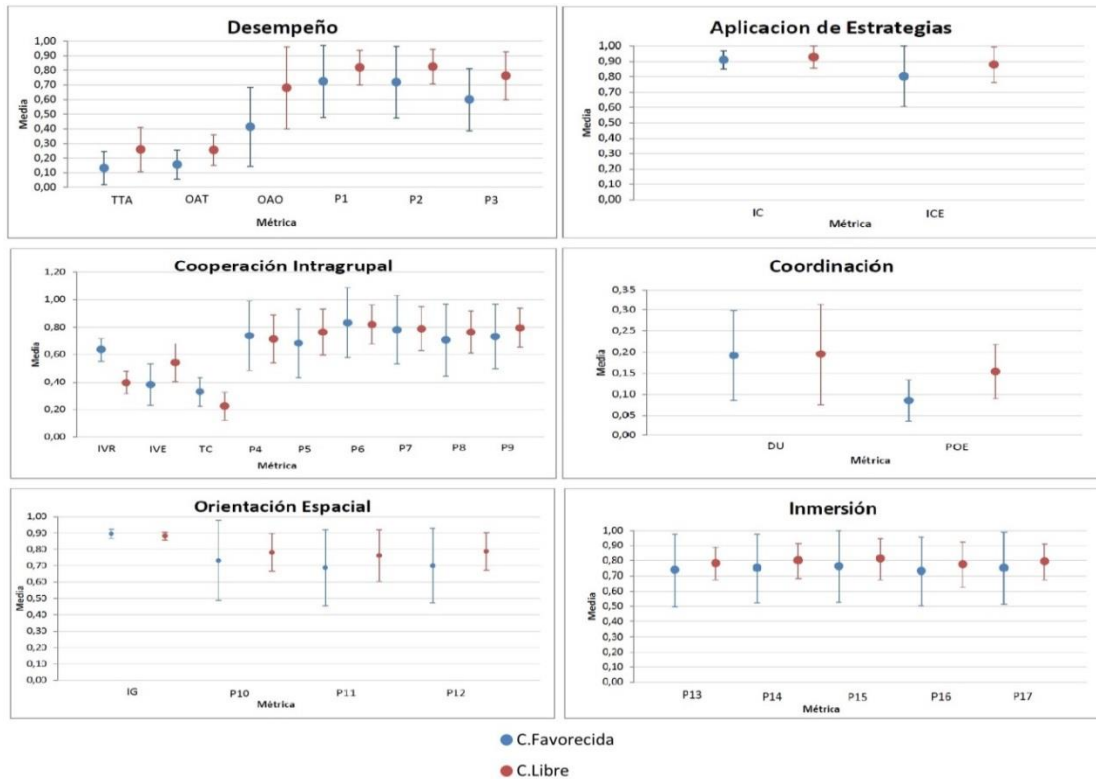 Desempeño
1,00
0,90
0,80
0,70
0,60
0,50
0,40
0,30
0,20
0,10
0,00
Media
TTA OAT OAO P1 P2 P3
Métrica
Aplicacion de Estrategias
1,00
0,90
0,80
0,70
0,60
0,50
0,40
0,30
0,20
0,10
0,00
Media
IC ICE
Métrica
Cooperación Intragrupal
1,20
1,00
0,80
0,60
0,40
0,20
0,00
Media
IVR IVE TC P4 P5 P6 P7 P8 P9
Métrica
Coordinación
0,35
0,30
0,25
0,20
0,15
0,10
0,05
0,00
Media
DU POE
Métrica
Orientación Espacial
1,00
0,90
0,80
0,70
0,60
0,50
0,40
0,30
0,20
0,10
0,00
Media
IG P10 P11 P12
Métrica
Inmersión
1,00
0,90
0,80
0,70
0,60
0,50
0,40
0,30
0,20
0,10
0,00
Media
P13 P14 P15 P16 P17
Métrica
C.Favorecida
C.Libre